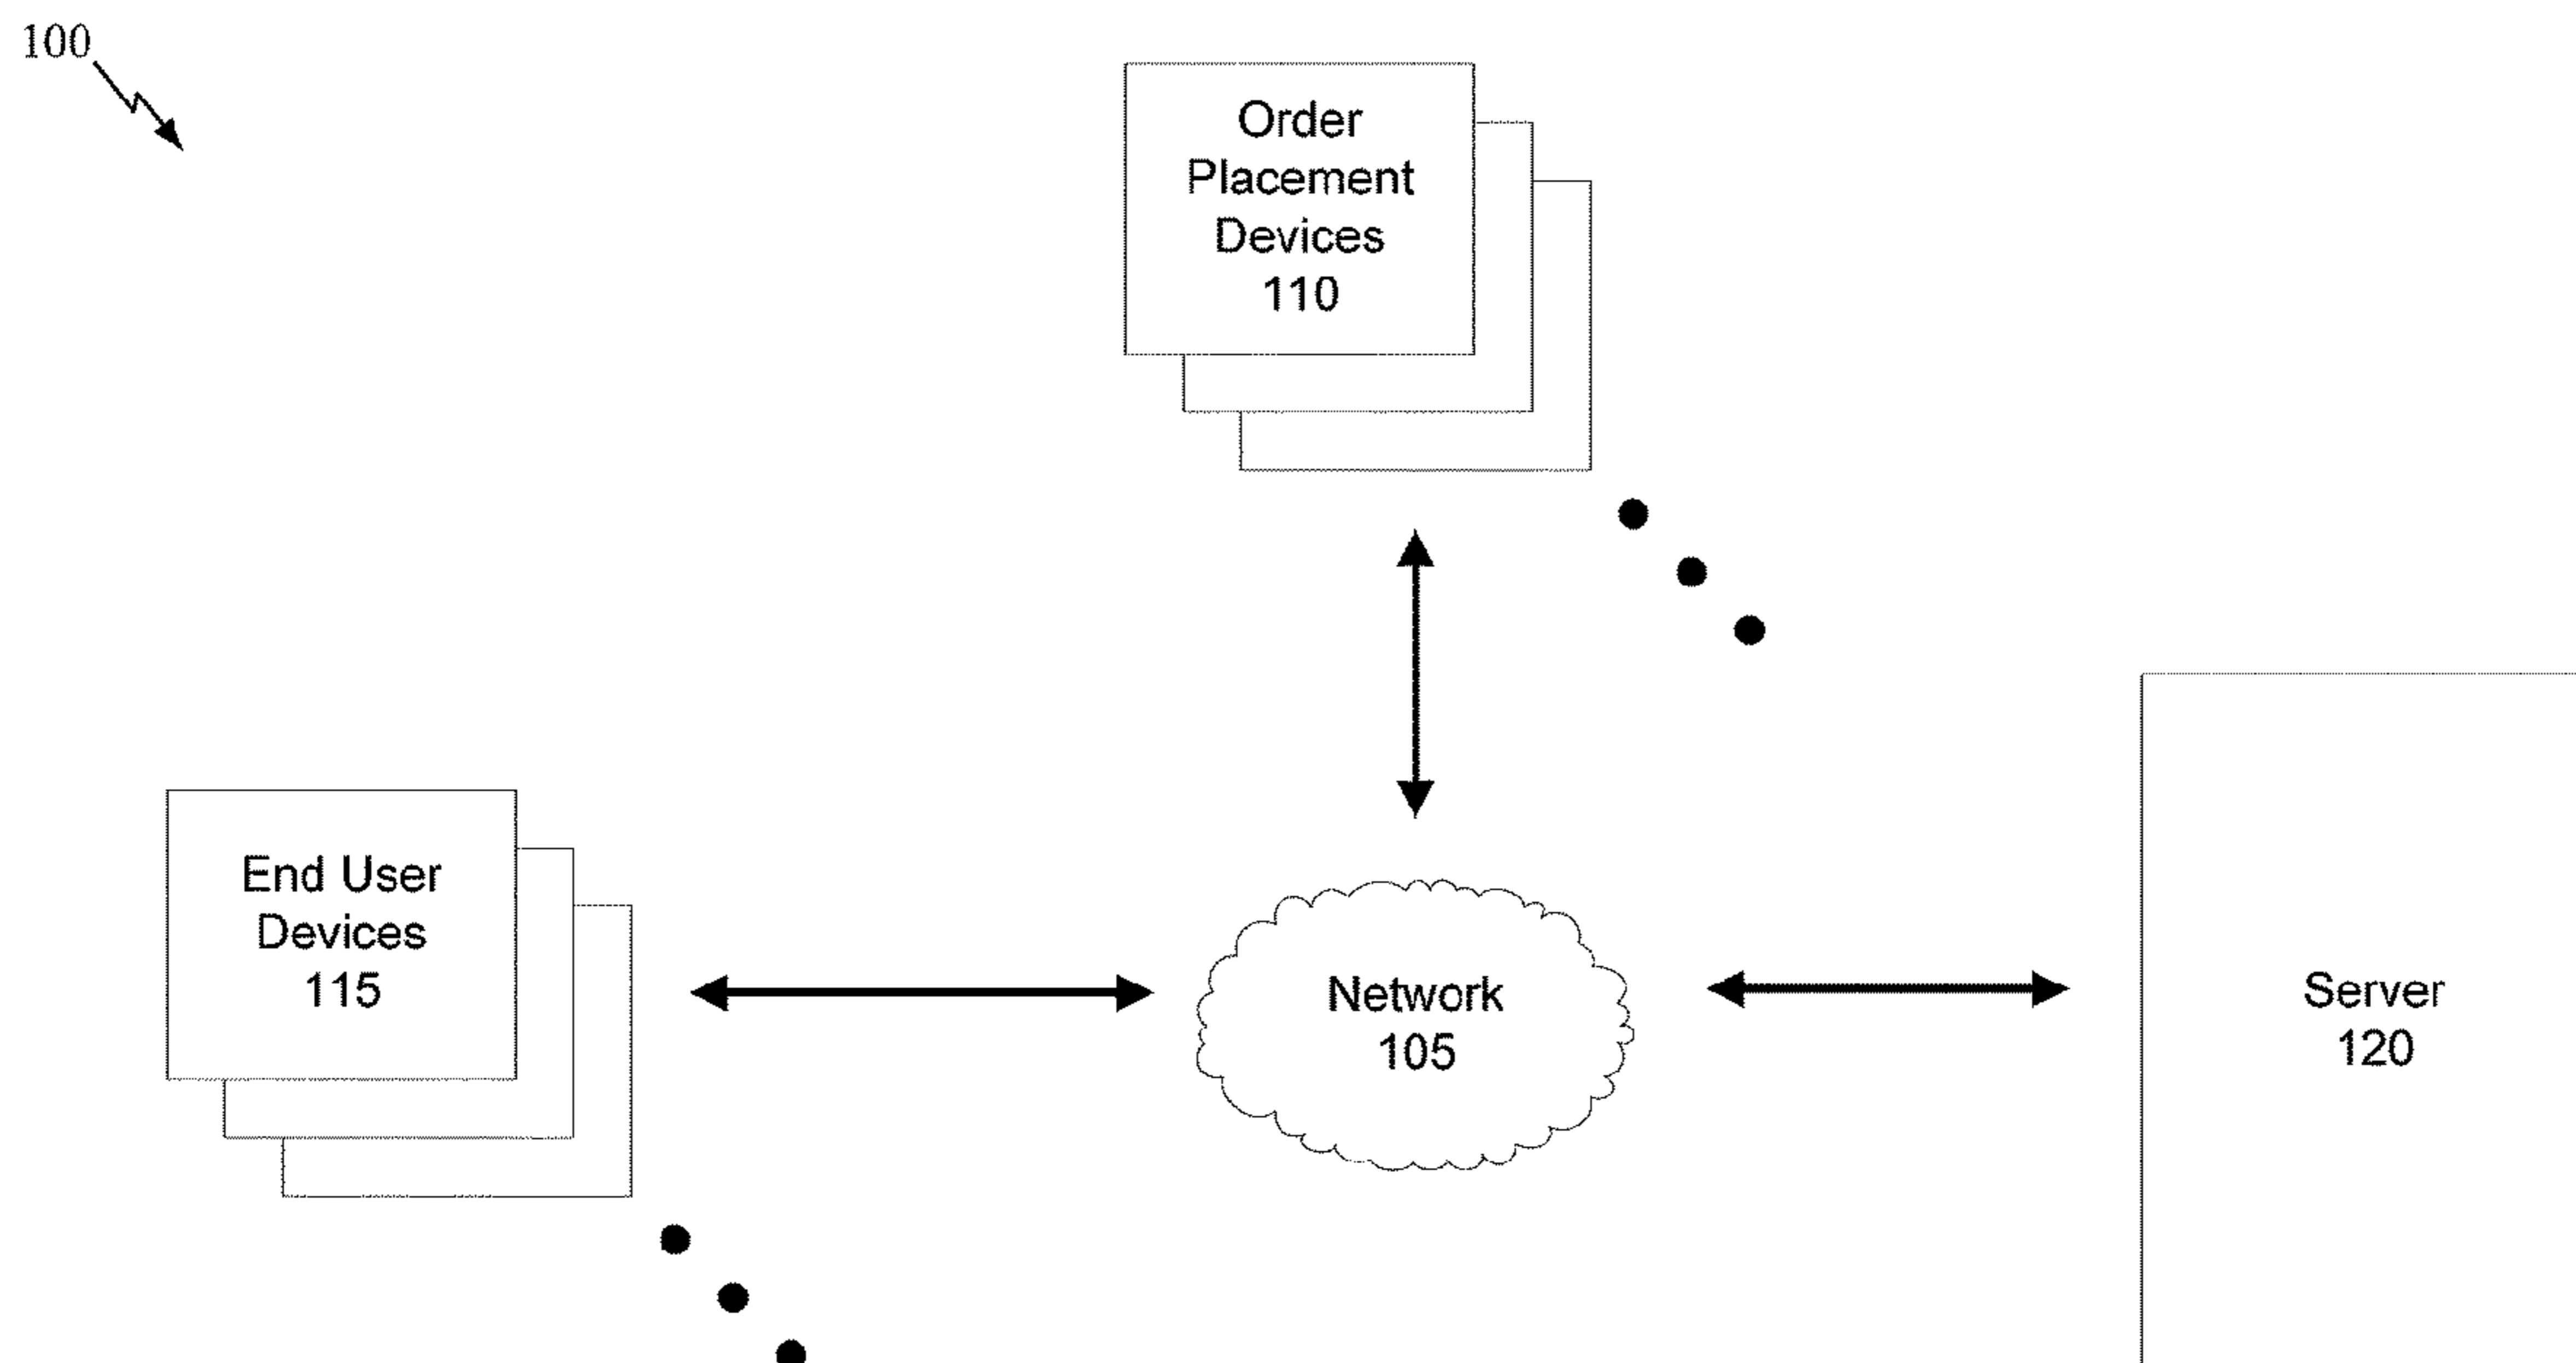 100
Order
Placement
Devices
110
End User
Devices
115
Network
105
Server
120